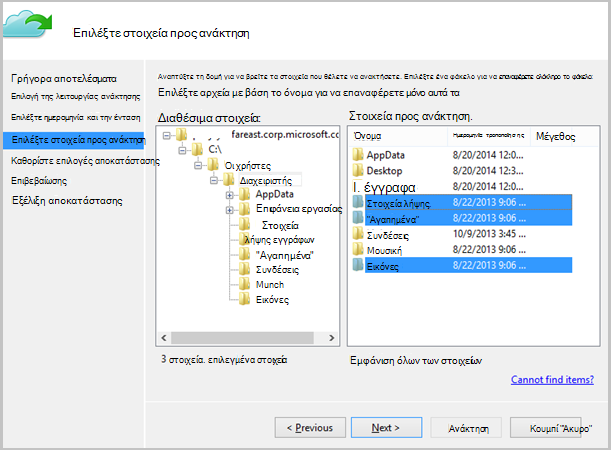 Επιλέξτε στοιχεία προς ανάκτηση
Γρήγορα αποτελέσματα
Επιλογή της λειτουργίας ανάκτησης
Επιλέξτε ημερομηνία και την ένταση
Επιλέξτε στοιχεία προς ανάκτηση
Καθορίστε επιλογές αποκατάστασης
Επιβεβαίωσης
Εξέλιξη αποκατάστασης
Αναπτύξτε τη δομή για να βρείτε τα στοιχεία που θέλετε να ανακτήσετε. Επιλέξτε ένα φάκελο για να επαναφέρετε ολόκληρο το φάκελο:
Επιλέξτε αρχεία με βάση το όνομα για να επαναφέρετε μόνο αυτά τα
Διαθέσιμα στοιχεία:
fareast.corp.microsoft.cc
C:\
Οι χρήστες
Διαχειριστής
AppData
Επιφάνεια εργασίας
Στοιχεία
λήψης εγγράφων
"Αγαπημένα"
Συνδέσεις
Munch
Εικόνες
3 στοιχεία. επιλεγμένα στοιχεία
Στοιχεία προς ανάκτηση.
Όνομα Ημερομηνία Μέγεθος
AppData 8/20/2014 12:0...
Desktop 8/20/2014 12:3...
Ι. έγγραφα 8/20/2014 12:0...
Στοιχεία λήψης. 8/22/2013 9:06 ...
"Αγαπημένα" 8/22/2013 9:06 ...
Συνδέσεις 10/9/2013 3:45 ...
Μουσική 8/22/2013 9:06 ...
Εικόνες 8/22/2013 9:06 ...
Εμφάνιση όλων των στοιχείων
Cannot find items?
< Previous
Next >
Ανάκτηση
Κουμπί "Άκυρο"